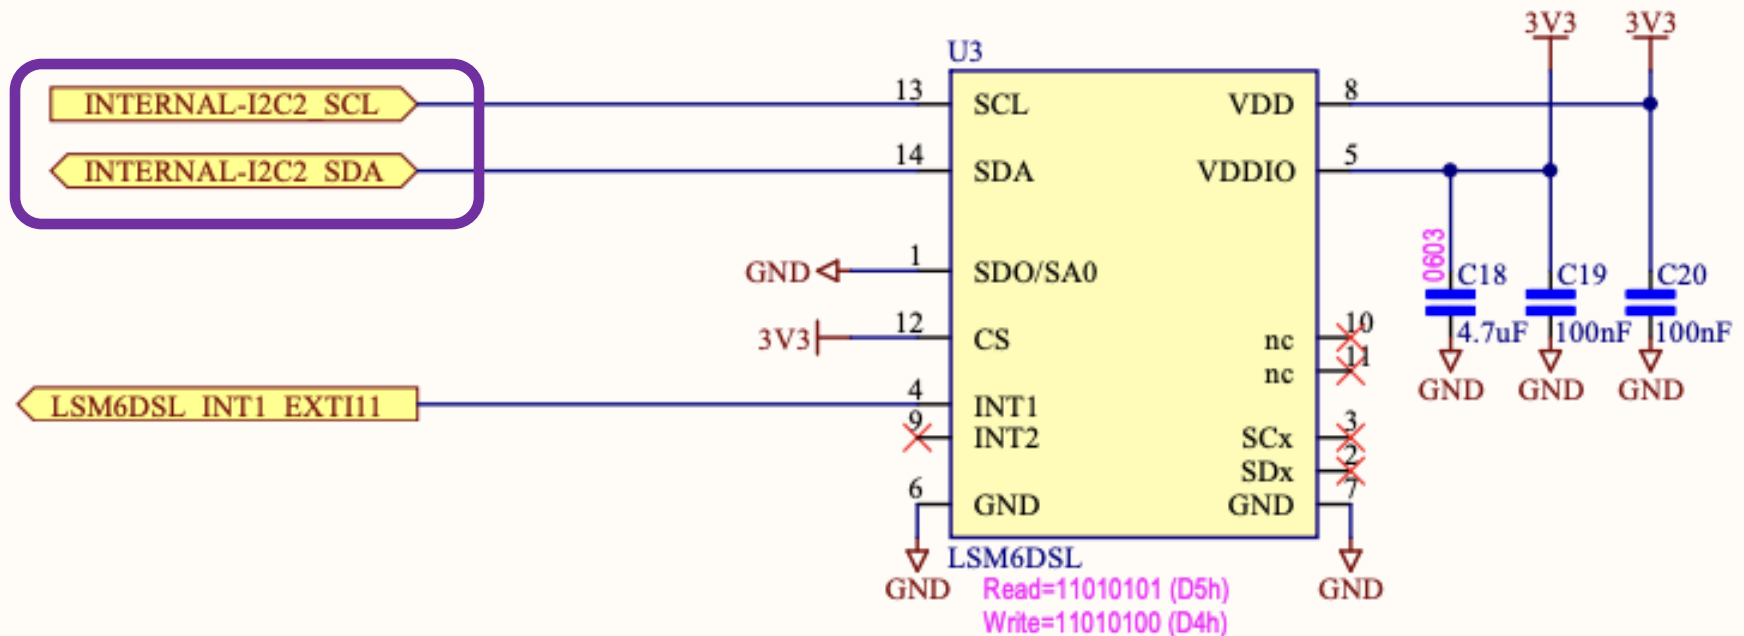 3V3 3V3
U3
INTERNAL-I2C2_SCL 13 SCL VDD 8
INTERNAL-I2C2_SDA 14 SDA VDDIO 5
0603
GND 1 SDO/SA0 C18 C19 C20
3V3 12 CS nc 10 4.7uF 100nF 100nF
nc 11
GND GND GND
LSM6DSL_INT1_EXTI11 4 INT1
9 INT2 SCx 3
SDx 2
6 GND GND 7
LSM6DSL
GND Read=11010101 (D5h) GND
Write=11010100 (D4h)